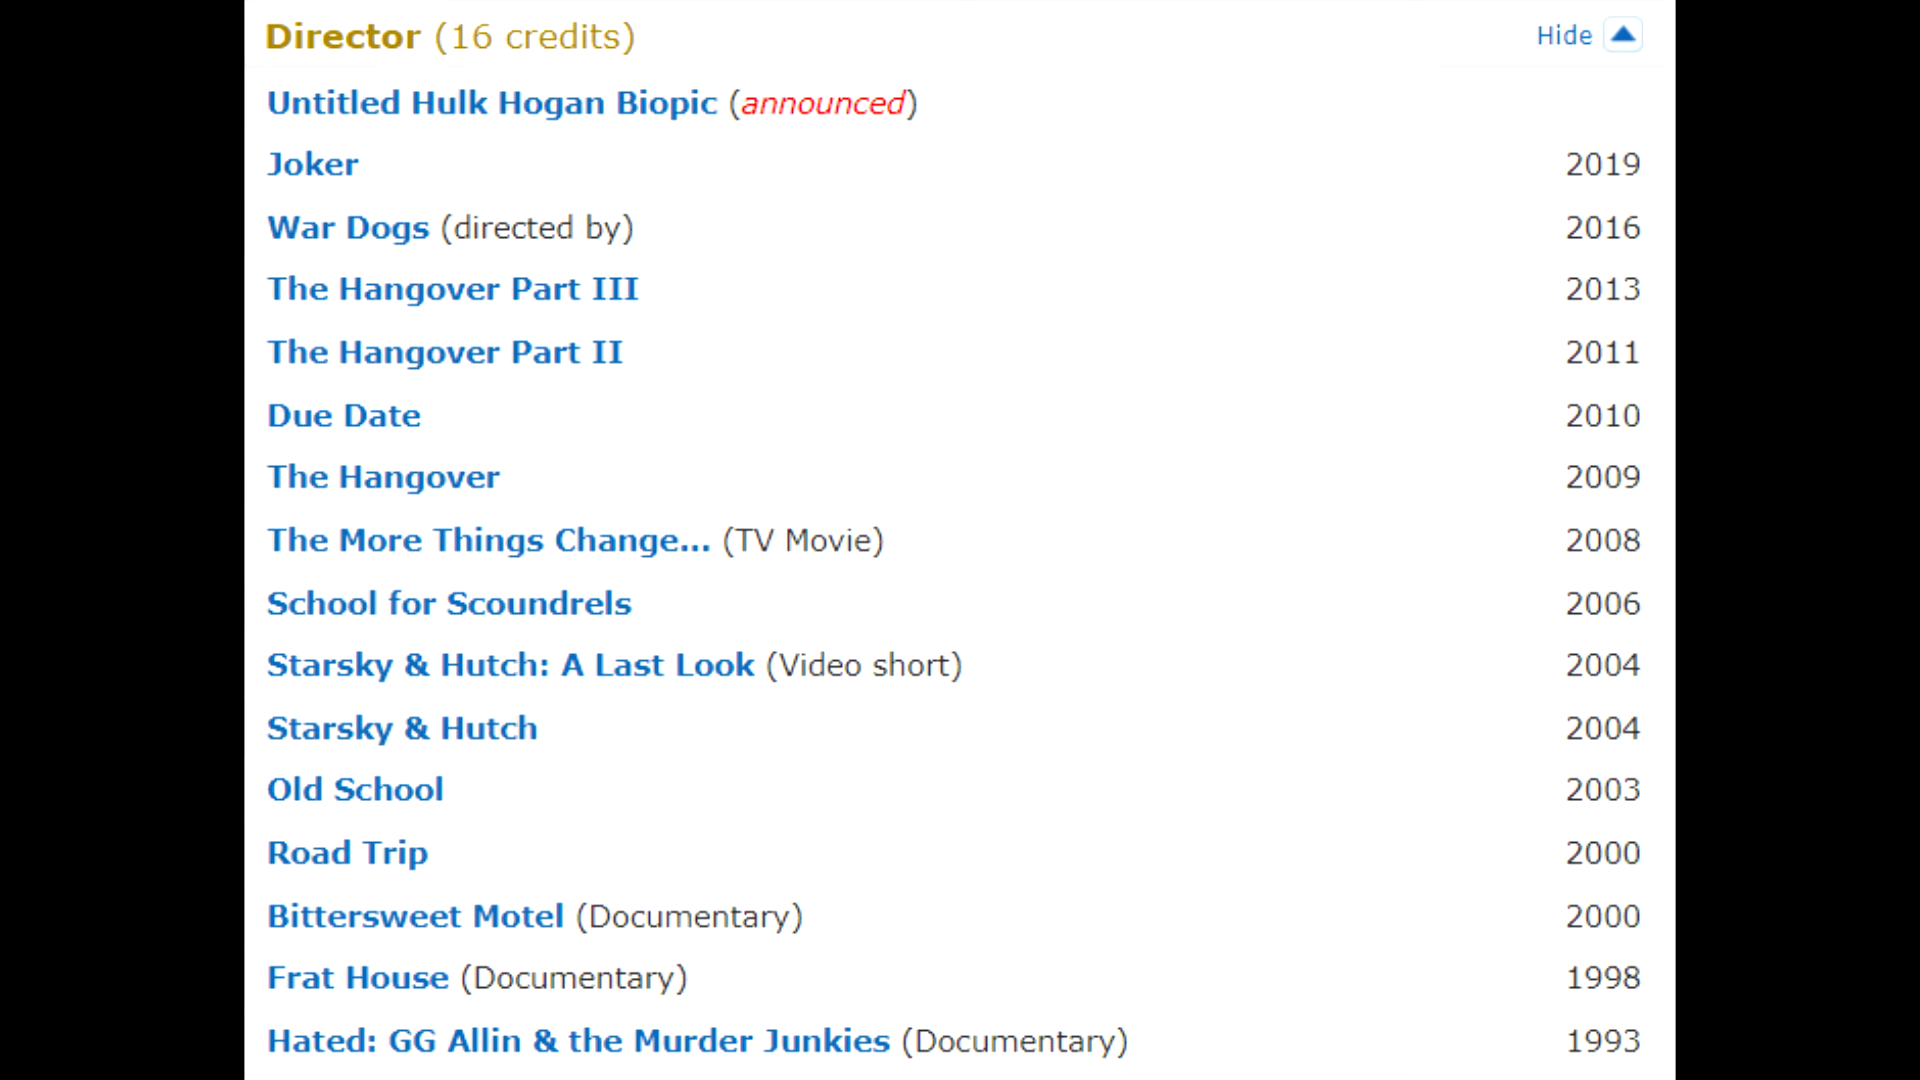 Director (16 credits) Hide
Untitled Hulk Hogan Biopic (announced)
Joker 2019
War Dogs (directed by) 2016
The Hangover Part III 2013
The Hangover Part II 2011
Due Date 2010
The Hangover 2009
The More Things Change... (TV Movie) 2008
School for Scoundrels 2006
Starsky & Hutch: A Last Look (Video short) 2004
Starsky & Hutch 2004
Old School 2003
Road Trip 2000
Bittersweet Motel (Documentary) 2000
Frat House (Documentary) 1998
Hated: GG Allin & the Murder Junkies (Documentary) 1993